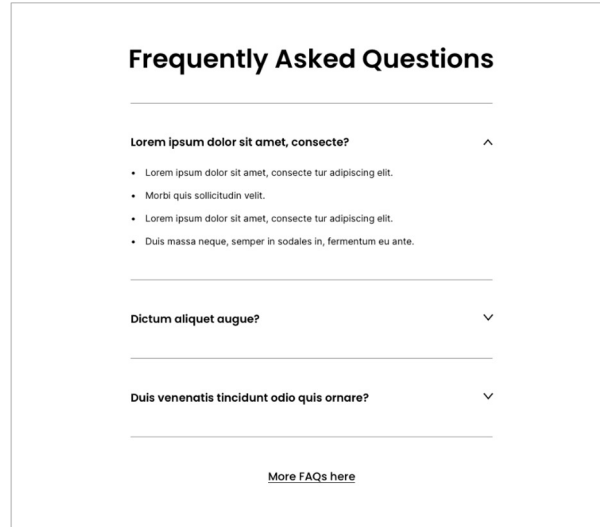 Frequently Asked Questions
Lorem ipsum dolor sit amet, consecte?
• Lorem ipsum dolor sit amet, consecte tur adipiscing elit.
• Morbi quis sollicitudin velit.
• Lorem ipsum dolor sit amet, consecte tur adipiscing elit.
• Duis massa neque, semper in sodales in, fermentum eu ante.
Dictum aliquet augue?
Duis venenatis tincidunt odio quis ornare?
More FAQs here